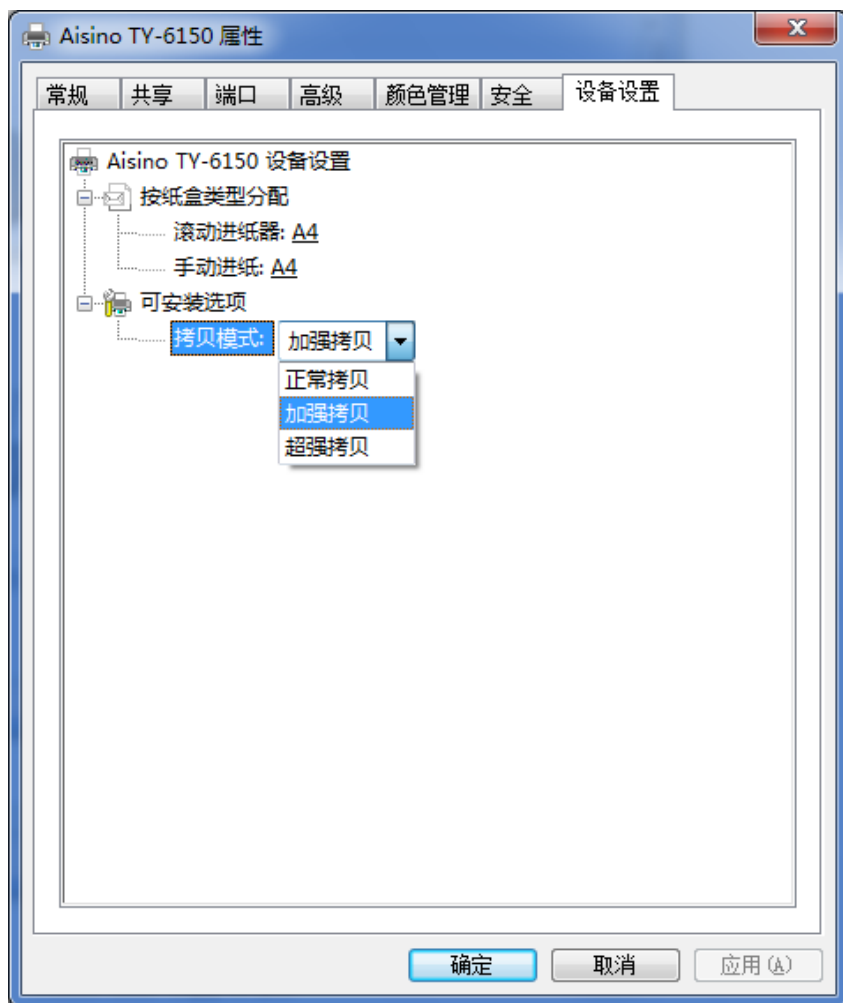 Aisino TY-6150 属性
常规 共享 端口 高级 颜色管理 安全 设备设置
Aisino TY-6150 设备设置
按纸盒类型分配
滚动进纸器: A4
手动进纸: A4
可安装选项
拷贝模式: 加强拷贝
正常拷贝
加强拷贝
超强拷贝
确定 取消 应用(A)